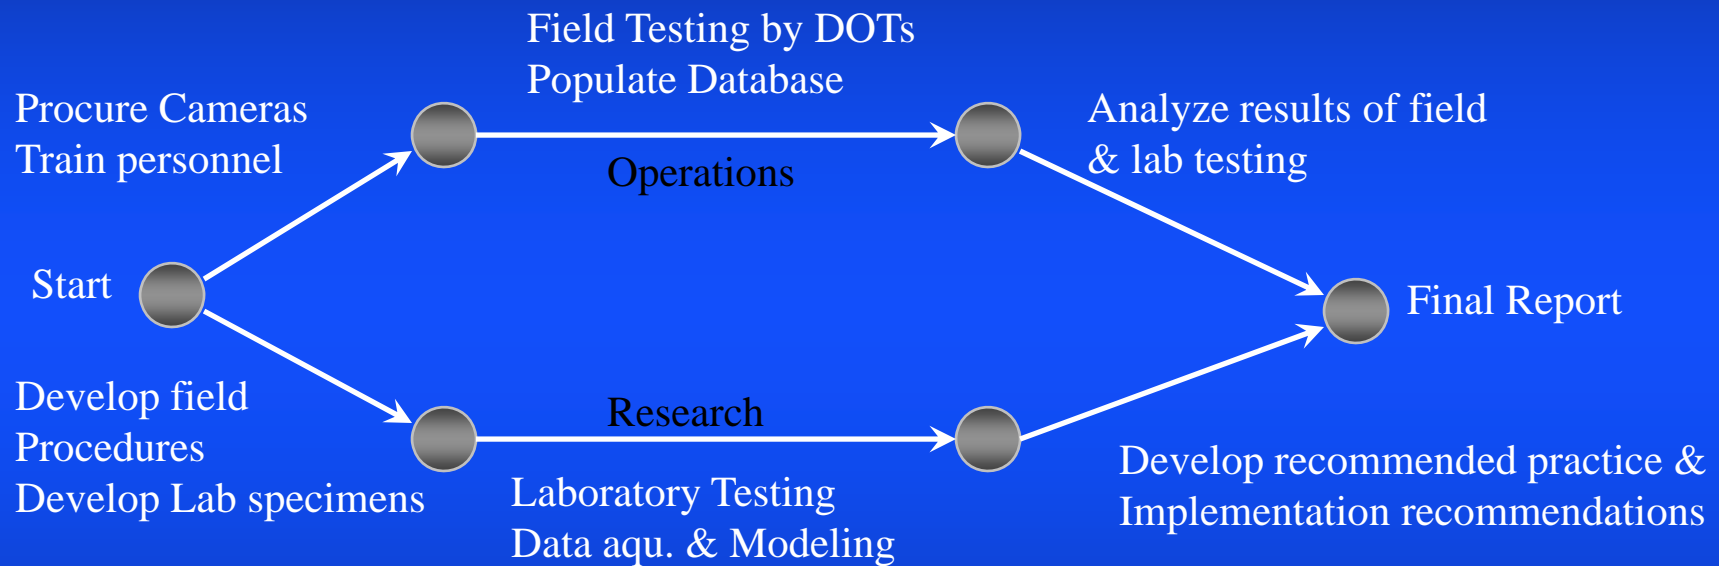 Field Testing by DOTs
Populate Database
Procure Cameras
Train personnel
Operations
Analyze results of field
& lab testing
Start
Final Report
Develop field
Procedures
Develop Lab specimens
Research
Laboratory Testing
Data aqu. & Modeling
Develop recommended practice &
Implementation recommendations